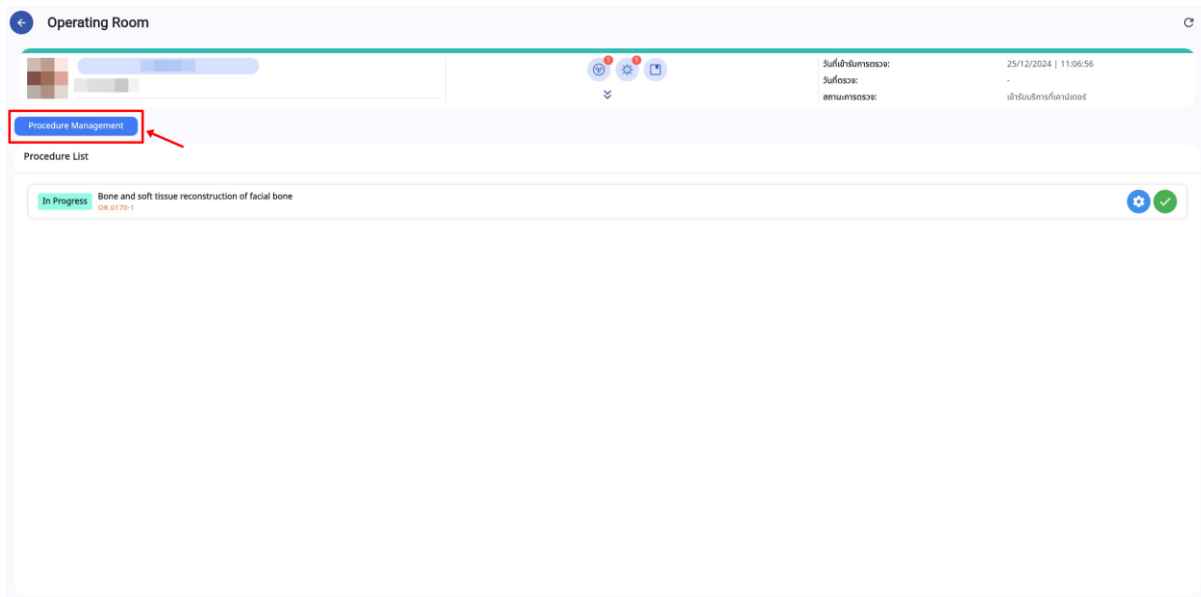 Operating Room
1 1
วันที่เข้ารับการตรวจ: 25/12/2024 | 11:06:56
วันที่ตรวจ: -
สถานะการตรวจ: เข้ารับบริการที่เคาน์เตอร์
Procedure Management
Procedure List
In Progress Bone and soft tissue reconstruction of facial bone
OR.0170-1